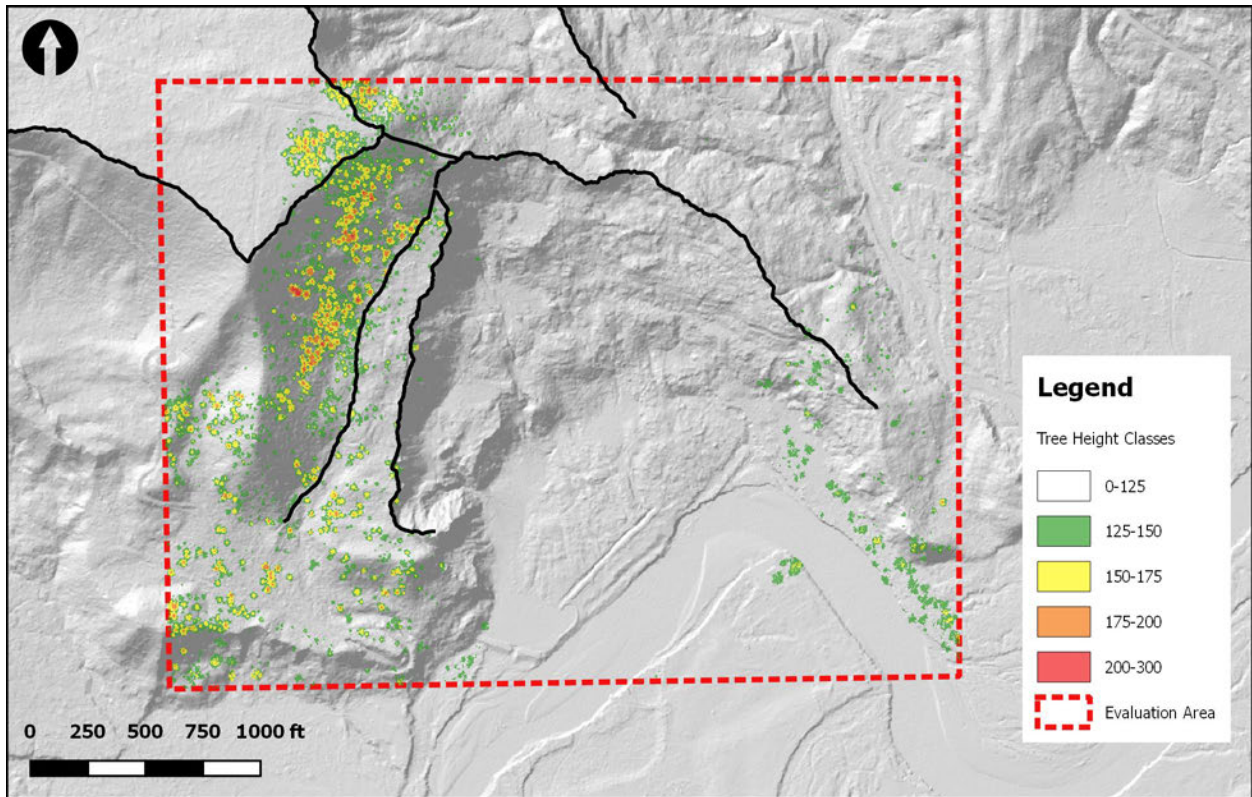 Legend
Tree Height Classes
0-125
125-150
150-175
175-200
200-300
Evaluation Area
0 250 500 750 1000 ft